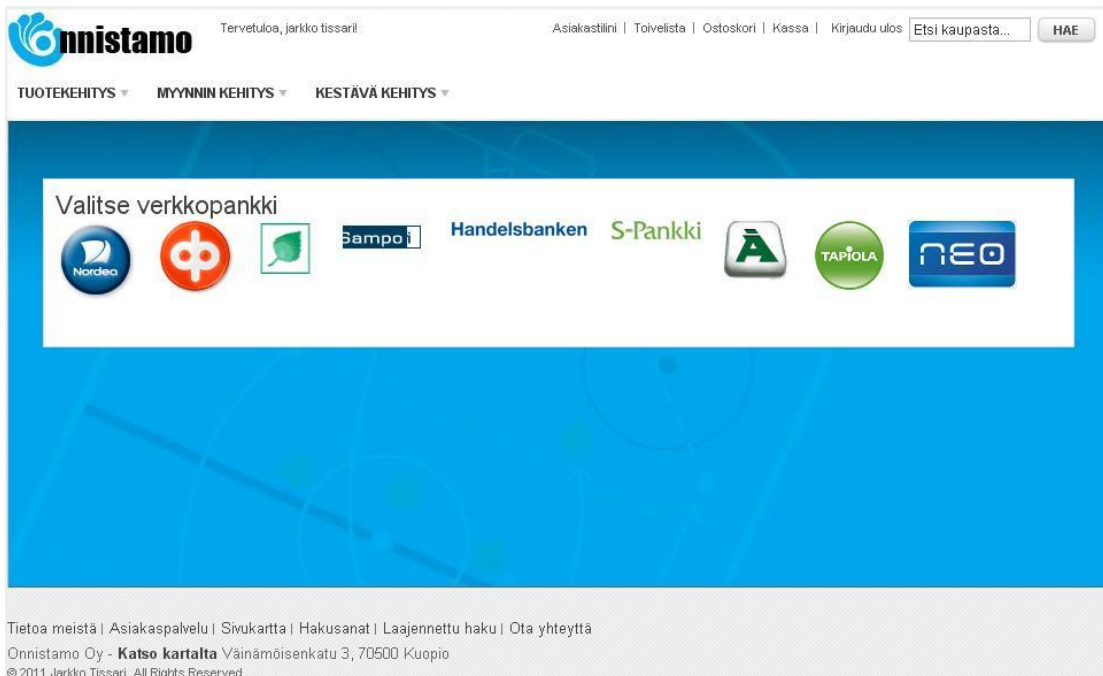 Onnistamo
Tervetuloa, jarkko tissari!
Asiakastilini | Toivelista | Ostoskori | Kassa | Kirjaudu ulos
Etsi kaupasta...
HAE
TUOTEKEHITYS MYYNNIN KEHITYS KESTÄVÄ KEHITYS
Valitse verkkopankki
Nordea
Sampo
Handelsbanken
S-Pankki
TAPIOLA
neo
Tietoa meistä | Asiakaspalvelu | Sivukartta | Hakusanat | Laajennettu haku | Ota yhteyttä
Onnistamo Oy - Katso kartalta Väinämöisenkatu 3, 70500 Kuopio
© 2011 Jarkko Tissari. All Rights Reserved.